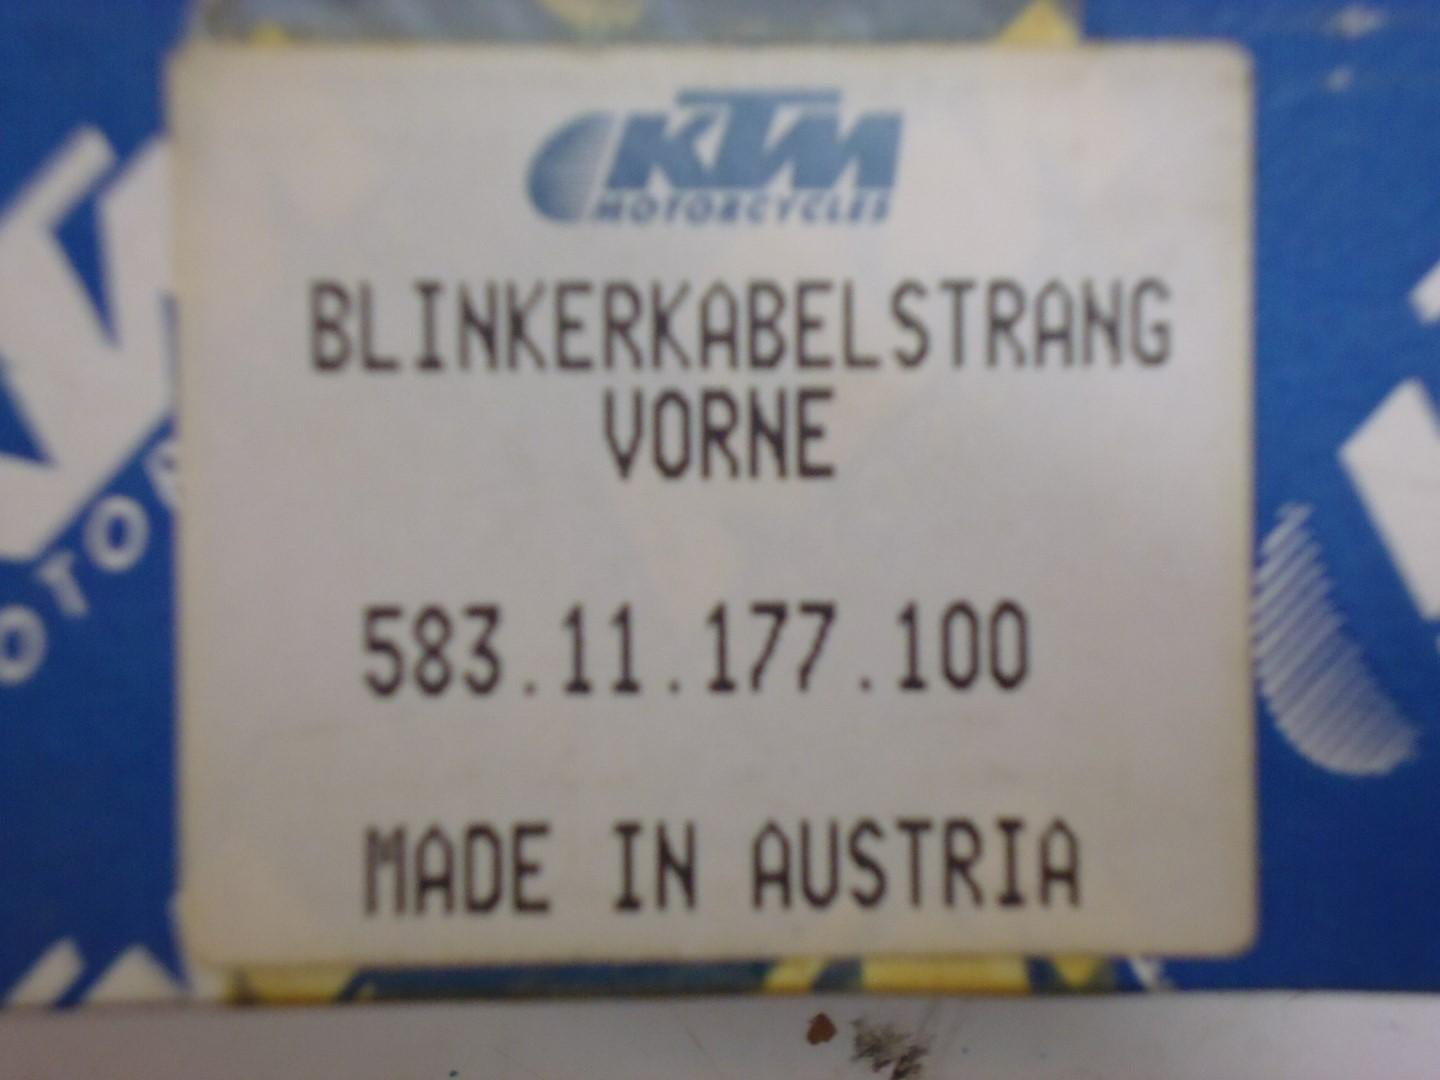 KTM
MOTORCYCLES
BLINKERKABELSTRANG
VORNE
583.11.177.100
MADE IN AUSTRIA